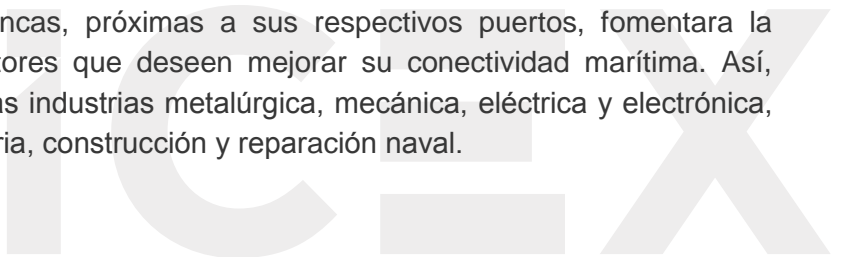 ncas, próximas a sus respectivos puertos, fomentara la
tores que deseen mejorar su conectividad marítima. Así,
as industrias metalúrgica, mecánica, eléctrica y electrónica,
ria, construcción y reparación naval.
ICEX